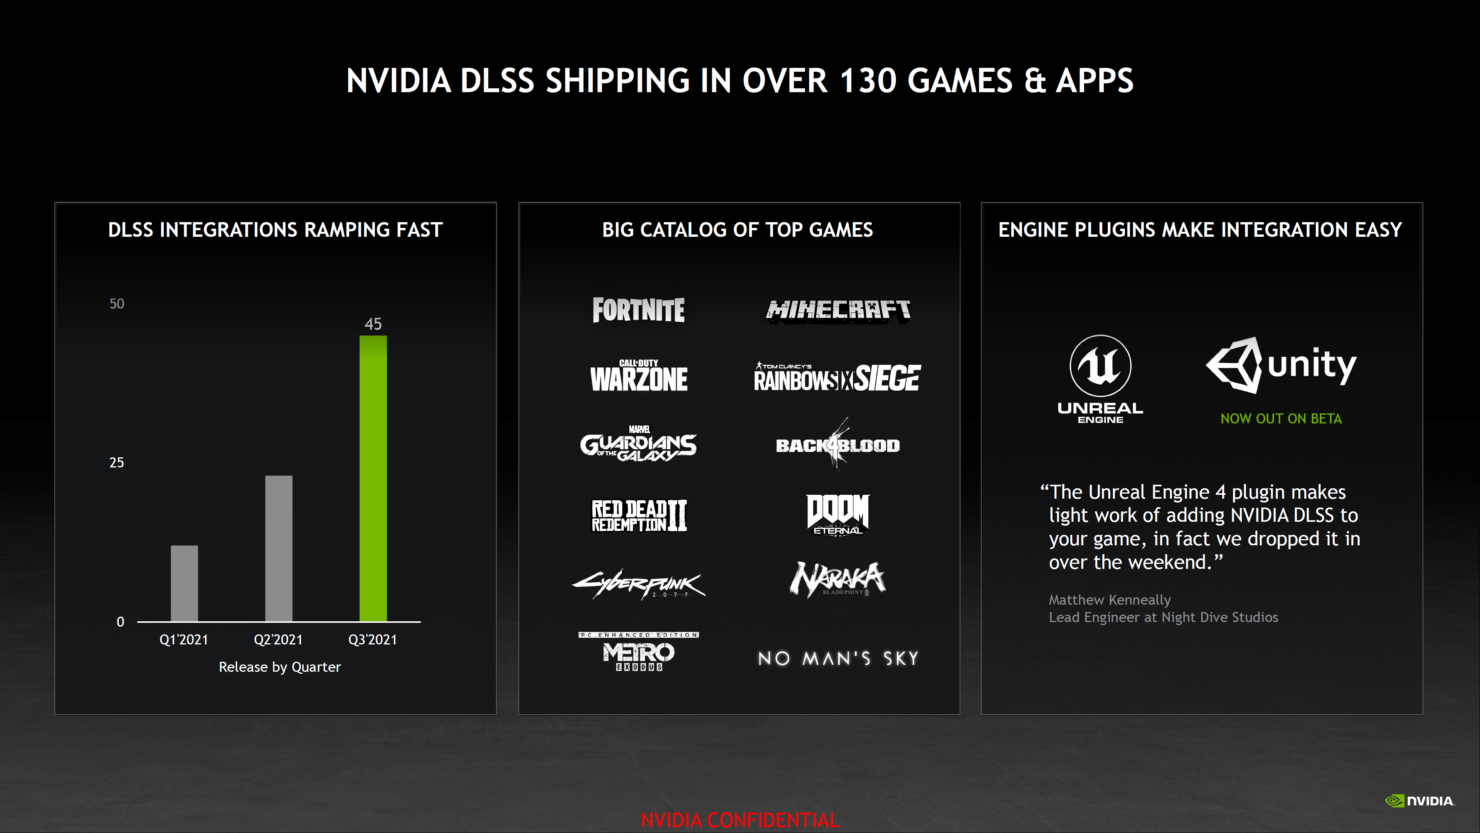 NVIDIA DLSS SHIPPING IN OVER 130 GAMES & APPS
DLSS INTEGRATIONS RAMPING FAST
50
45
25
0
Q1'2021 Q2'2021 Q3'2021
Release by Quarter
BIG CATALOG OF TOP GAMES
FORTNITE
MINECRAFT
CALL OF DUTY
WARZONE
TOM CLANCY'S
RAINBOW SIX SIEGE
MARVEL
GUARDIANS
OF THE GALAXY
BACK 4 BLOOD
RED DEAD
REDEMPTION II
DOOM
ETERNAL
Cyberpunk
2077
NARAKA
BLADEPOINT
PC ENHANCED EDITION
METRO
EXODUS
NO MAN'S SKY
ENGINE PLUGINS MAKE INTEGRATION EASY
UNREAL
ENGINE
unity
NOW OUT ON BETA
“The Unreal Engine 4 plugin makes
light work of adding NVIDIA DLSS to
your game, in fact we dropped it in
over the weekend.”
Matthew Kenneally
Lead Engineer at Night Dive Studios
NVIDIA.
NVIDIA CONFIDENTIAL